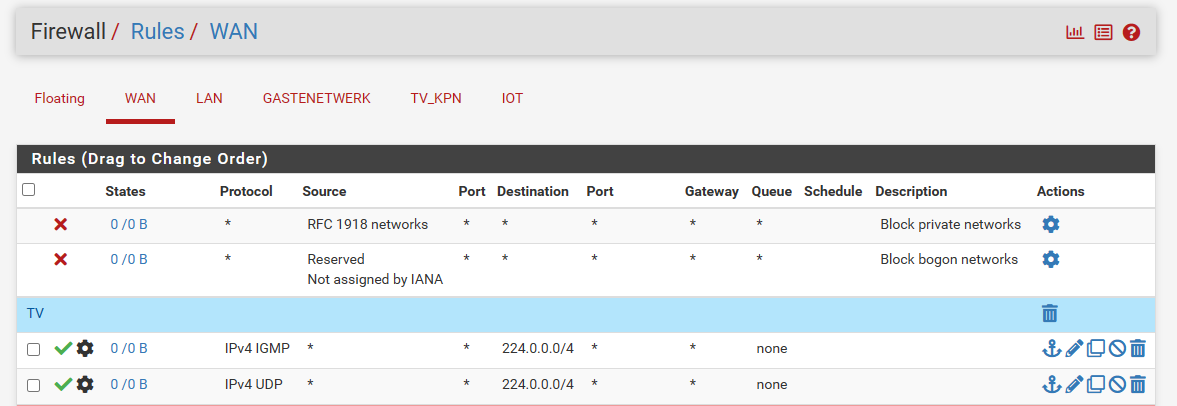 Firewall / Rules / WAN
Floating WAN LAN GASTENETWERK TV_KPN IOT
Rules (Drag to Change Order)
States Protocol Source Port Destination Port Gateway Queue Schedule Description Actions
0 /0 B * RFC 1918 networks * * * * * Block private networks
0 /0 B * Reserved * * * * * Block bogon networks
Not assigned by IANA
TV
0 /0 B IPv4 IGMP * * 224.0.0.0/4 * * none
0 /0 B IPv4 UDP * * 224.0.0.0/4 * * none